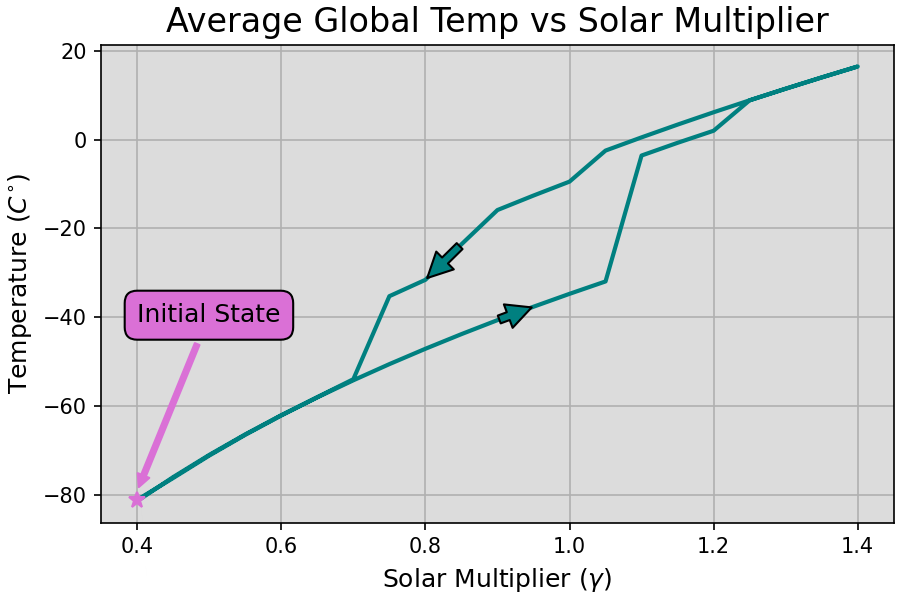 Average Global Temp vs Solar Multiplier
20
0
−20
−40
−60
−80
Temperature (C°)
Initial State
0.4 0.6 0.8 1.0 1.2 1.4
Solar Multiplier (γ)